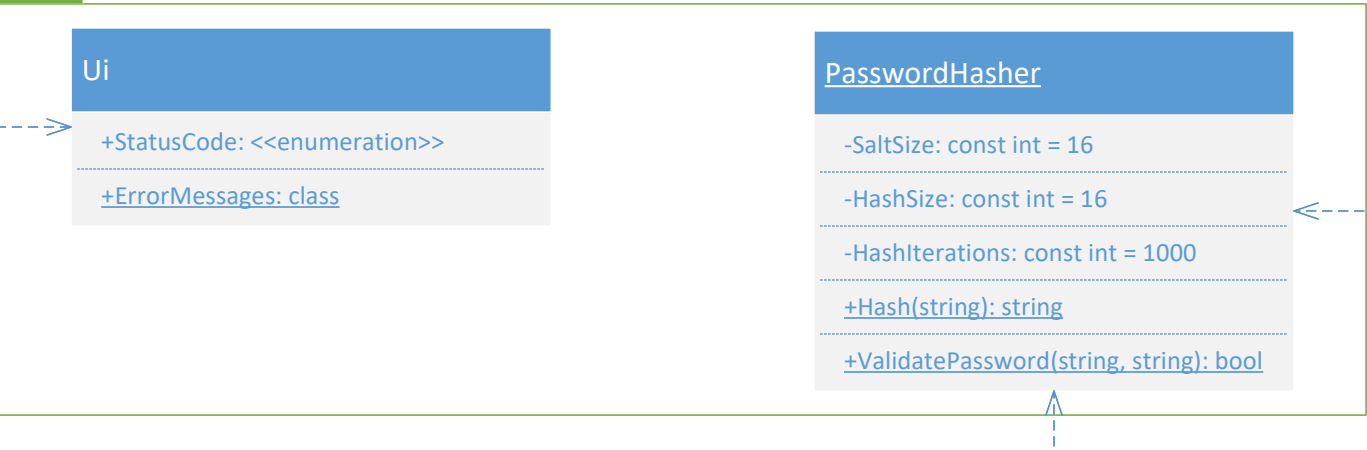 Ui
+StatusCode: <<enumeration>>
+ErrorMessages: class
PasswordHasher
-SaltSize: const int = 16
-HashSize: const int = 16
-HashIterations: const int = 1000
+Hash(string): string
+ValidatePassword(string, string): bool